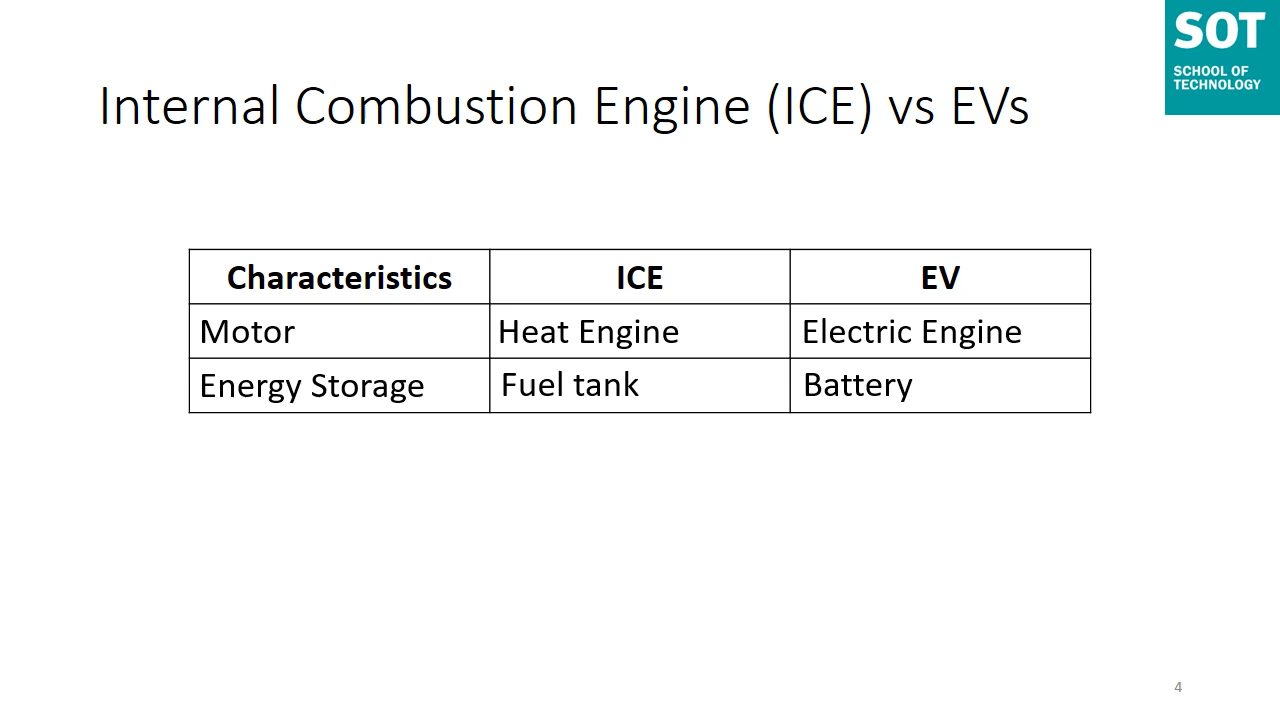 SOT
SCHOOL OF
TECHNOLOGY
Internal Combustion Engine (ICE) vs EVs
Characteristics ICE EV
Motor Heat Engine Electric Engine
Energy Storage Fuel tank Battery
4